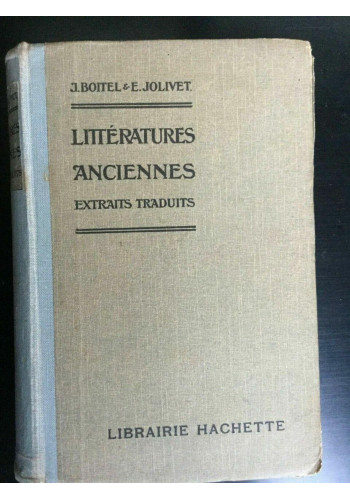 J. BOITEL & E. JOLIVET.
LITTÉRATURES
ANCIENNES
EXTRAITS TRADUITS
LIBRAIRIE HACHETTE